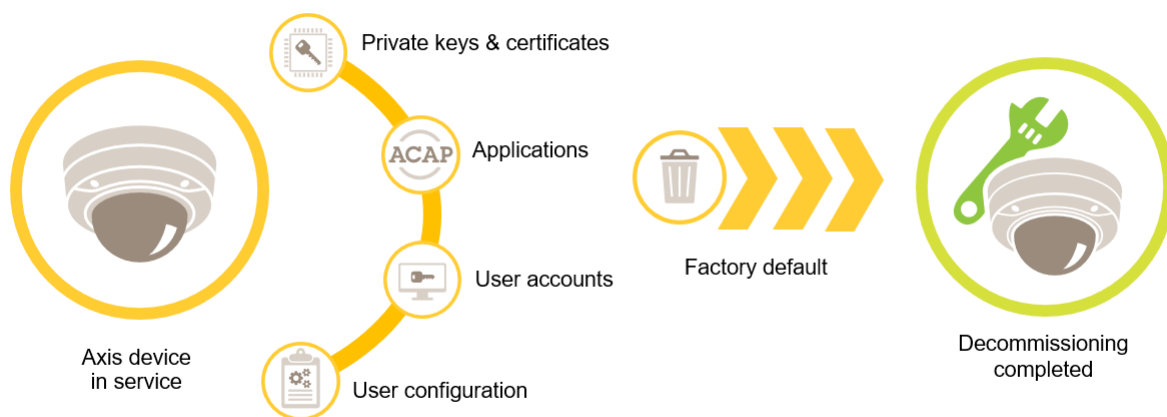 Axis device
in service
Private keys & certificates
ACAP
Applications
User accounts
User configuration
Factory default
Decommissioning
completed